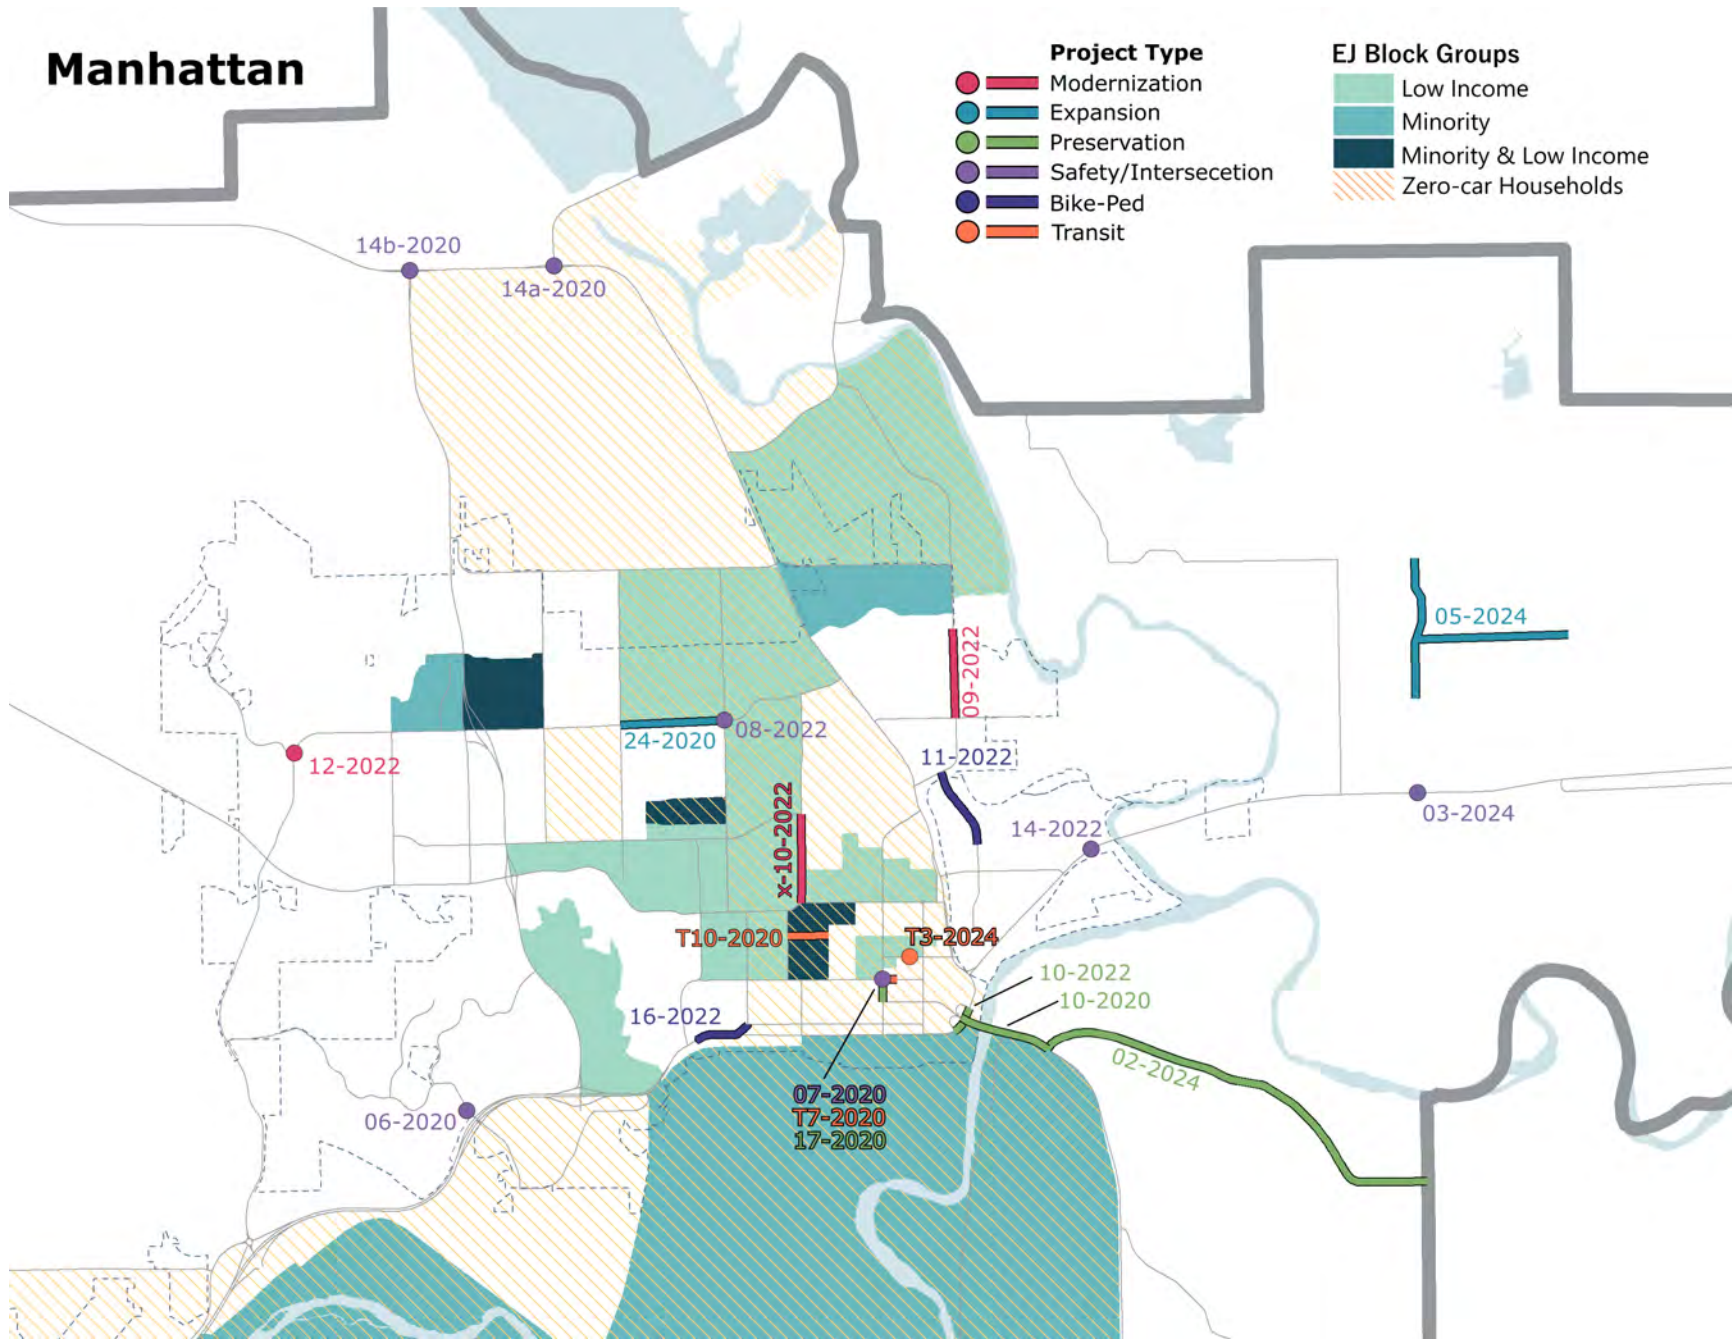 Manhattan
Project Type
Modernization
Expansion
Preservation
Safety/Intersecetion
Bike-Ped
Transit
EJ Block Groups
Low Income
Minority
Minority & Low Income
Zero-car Households
14b-2020
14a-2020
05-2024
09-2022
24-2020
08-2022
12-2022
11-2022
x-10-2022
14-2022
03-2024
T10-2020
T3-2024
10-2022
10-2020
16-2022
02-2024
07-2020
T7-2020
17-2020
06-2020